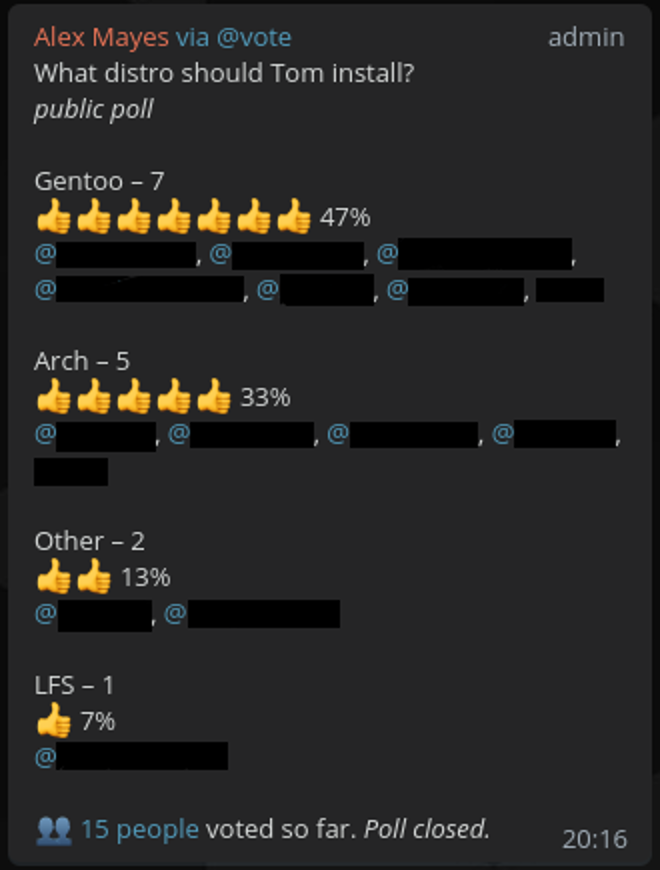 Alex Mayes via @vote admin
What distro should Tom install?
public poll
Gentoo – 7
👍👍👍👍👍👍👍 47%
@, @, @,
@, @, @,
Arch – 5
👍👍👍👍👍 33%
@, @, @, @,
Other – 2
👍👍 13%
@, @
LFS – 1
👍 7%
@
👥 15 people voted so far. Poll closed.
20:16